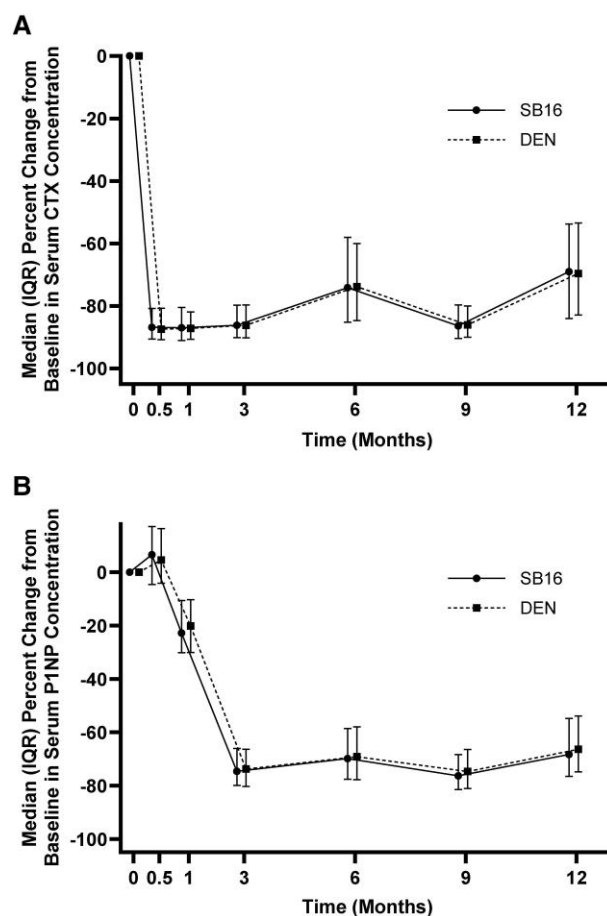 A
Median (IQR) Percent Change from
Baseline in Serum CTX Concentration
0
-20
-40
-60
-80
-100
SB16
DEN
0 0.5 1 3 6 9 12
Time (Months)
B
Median (IQR) Percent Change from
Baseline in Serum P1NP Concentration
0
-20
-40
-60
-80
-100
SB16
DEN
0 0.5 1 3 6 9 12
Time (Months)